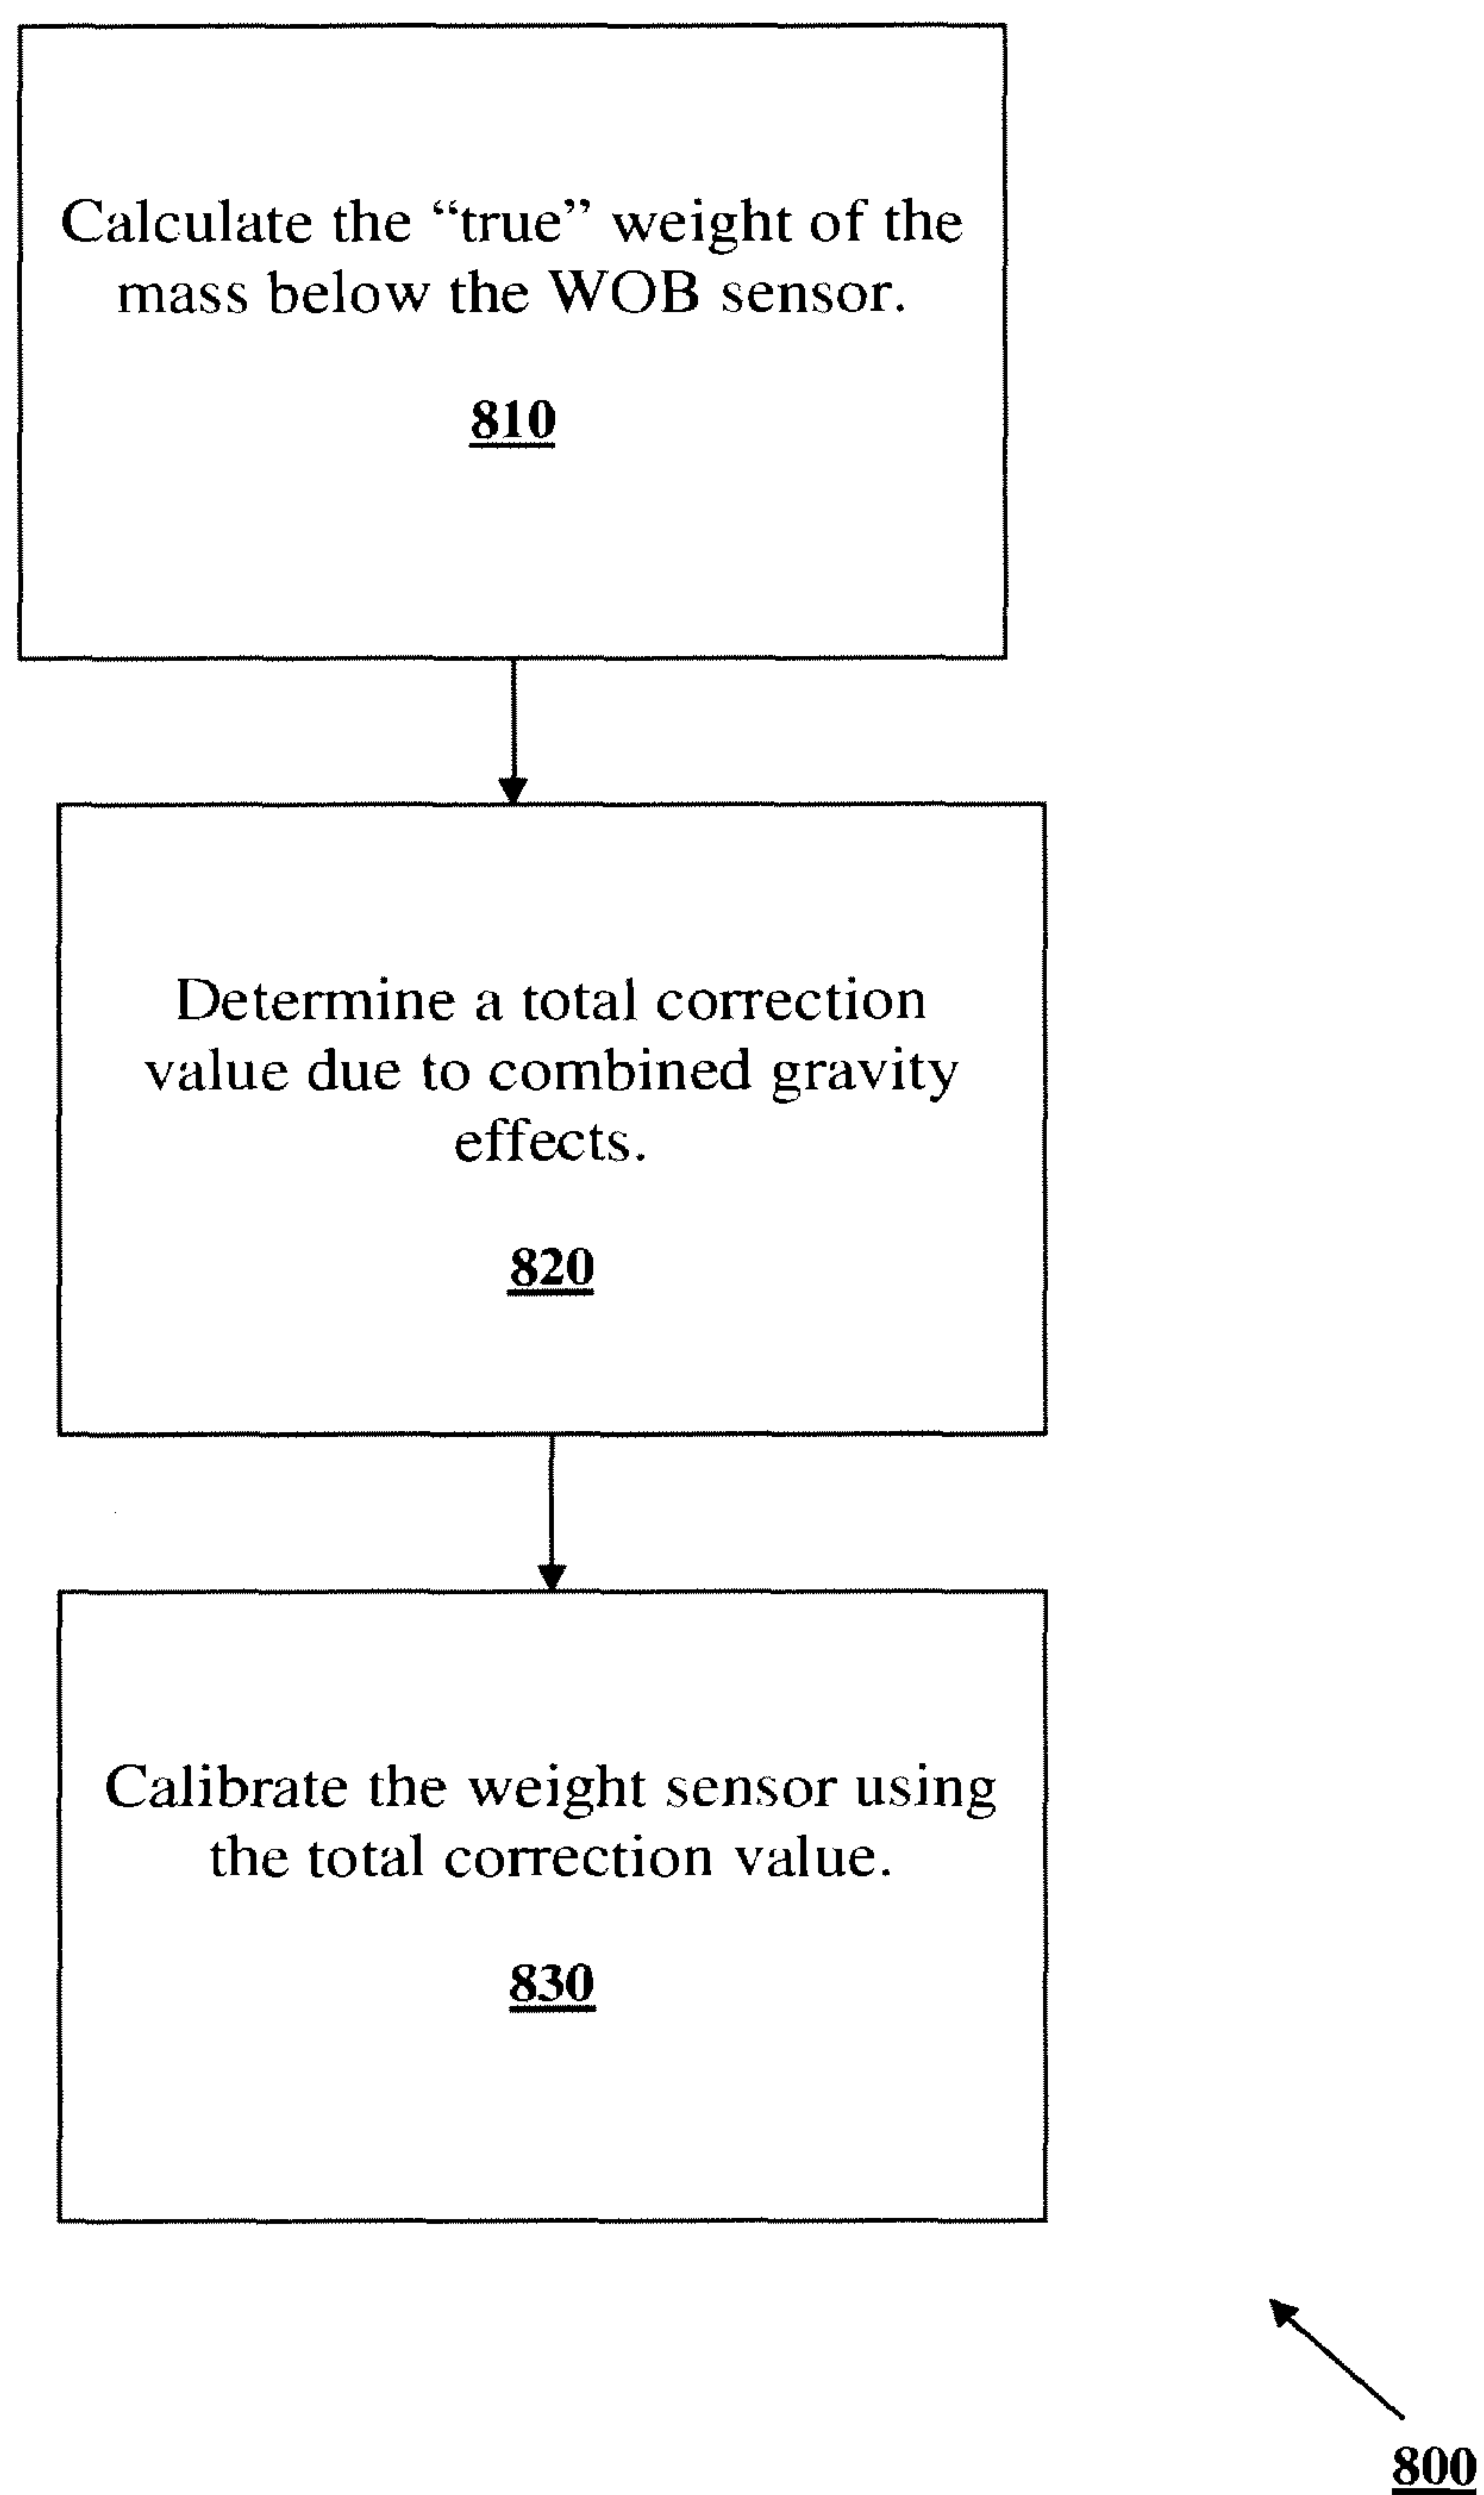 Calculate the “true” weight of the
mass below the WOB sensor.
810
Determine a total correction
value due to combined gravity
effects.
820
Calibrate the weight sensor using
the total correction value.
830
800